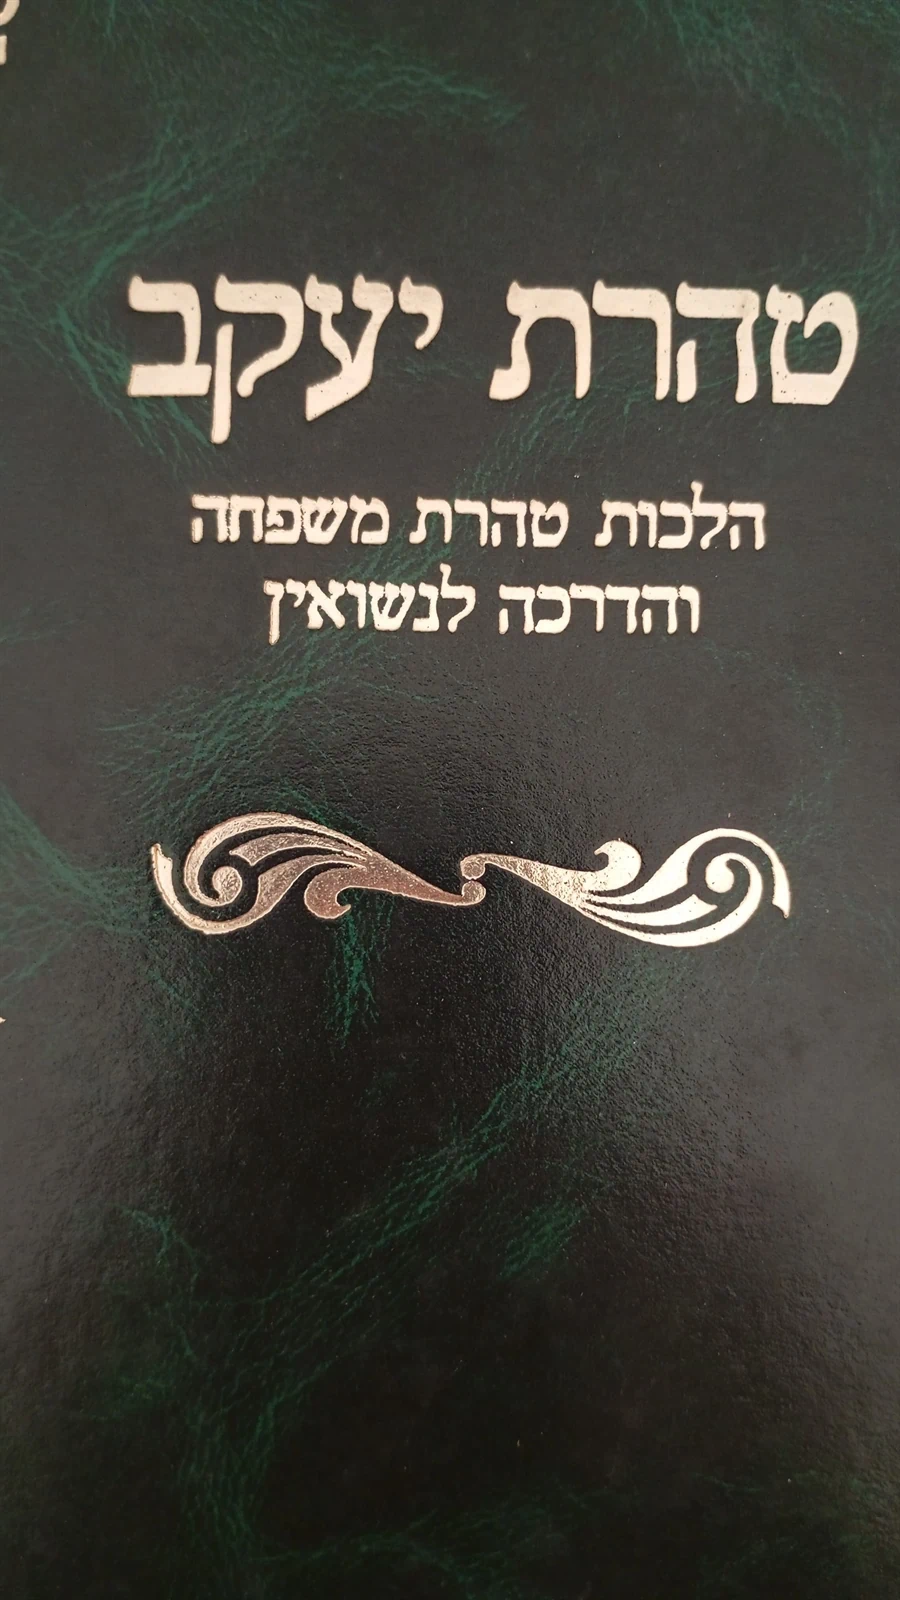 טהרת יעקב
הלכות טהרת משפחה
והדרכה לנשואין